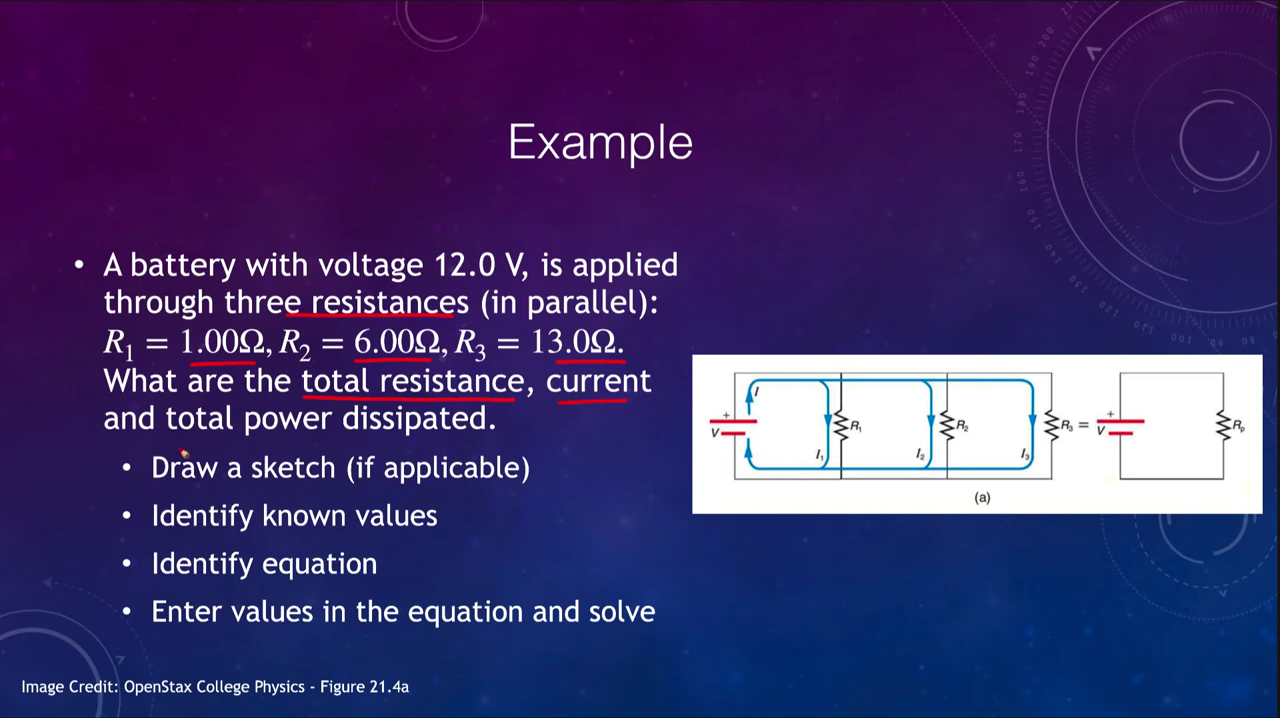 Example
• A battery with voltage 12.0 V, is applied
through three resistances (in parallel):
R₁ = 1.00Ω, R₂ = 6.00Ω, R₃ = 13.0Ω.
What are the total resistance, current
and total power dissipated.
• Draw a sketch (if applicable)
• Identify known values
• Identify equation
• Enter values in the equation and solve
I
+ V R₁ R₂ R₃ = + V Rₚ
I₁ I₂ I₃
(a)
Image Credit: OpenStax College Physics - Figure 21.4a